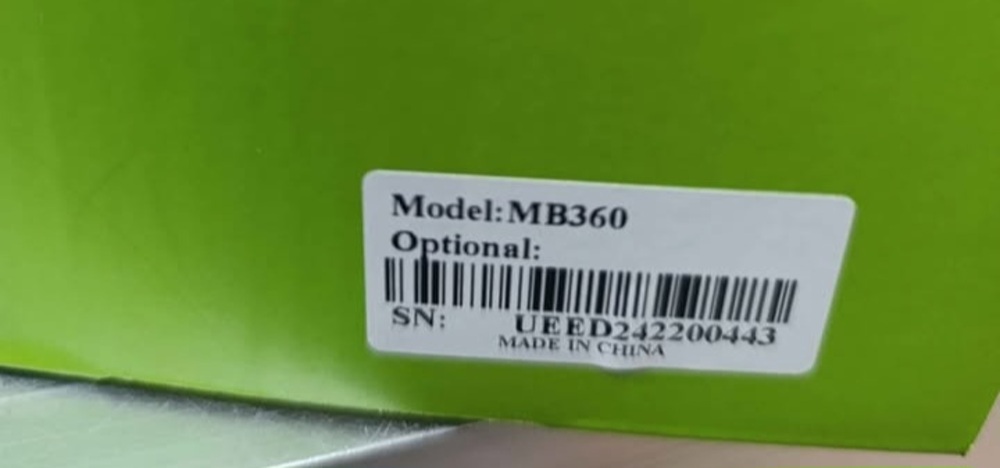 Model:MB360
Optional:
SN: UEED242200443
MADE IN CHINA